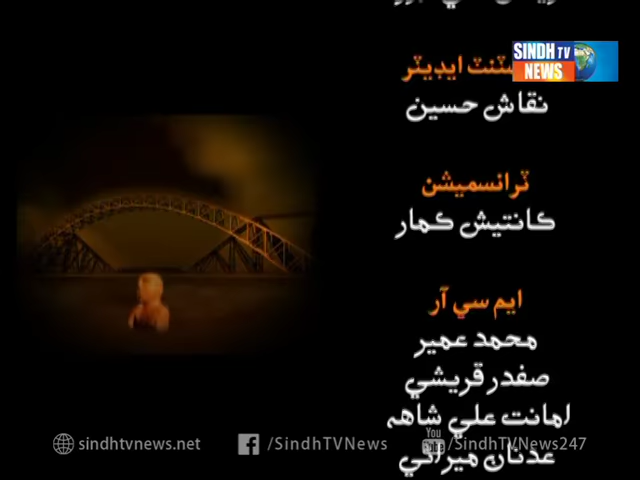 SINDH TV
NEWS
ايڊيٽر
نقاش حسين
ٽرانسميشن
ڪانتيش ڪمار
ايم سي آر
محمد عمير
صفدر قريشي
امانت علي شاهه
عدنان ميراڻي
sindhtvnews.net
/SindhTVNews
You
/SindhTVNews247